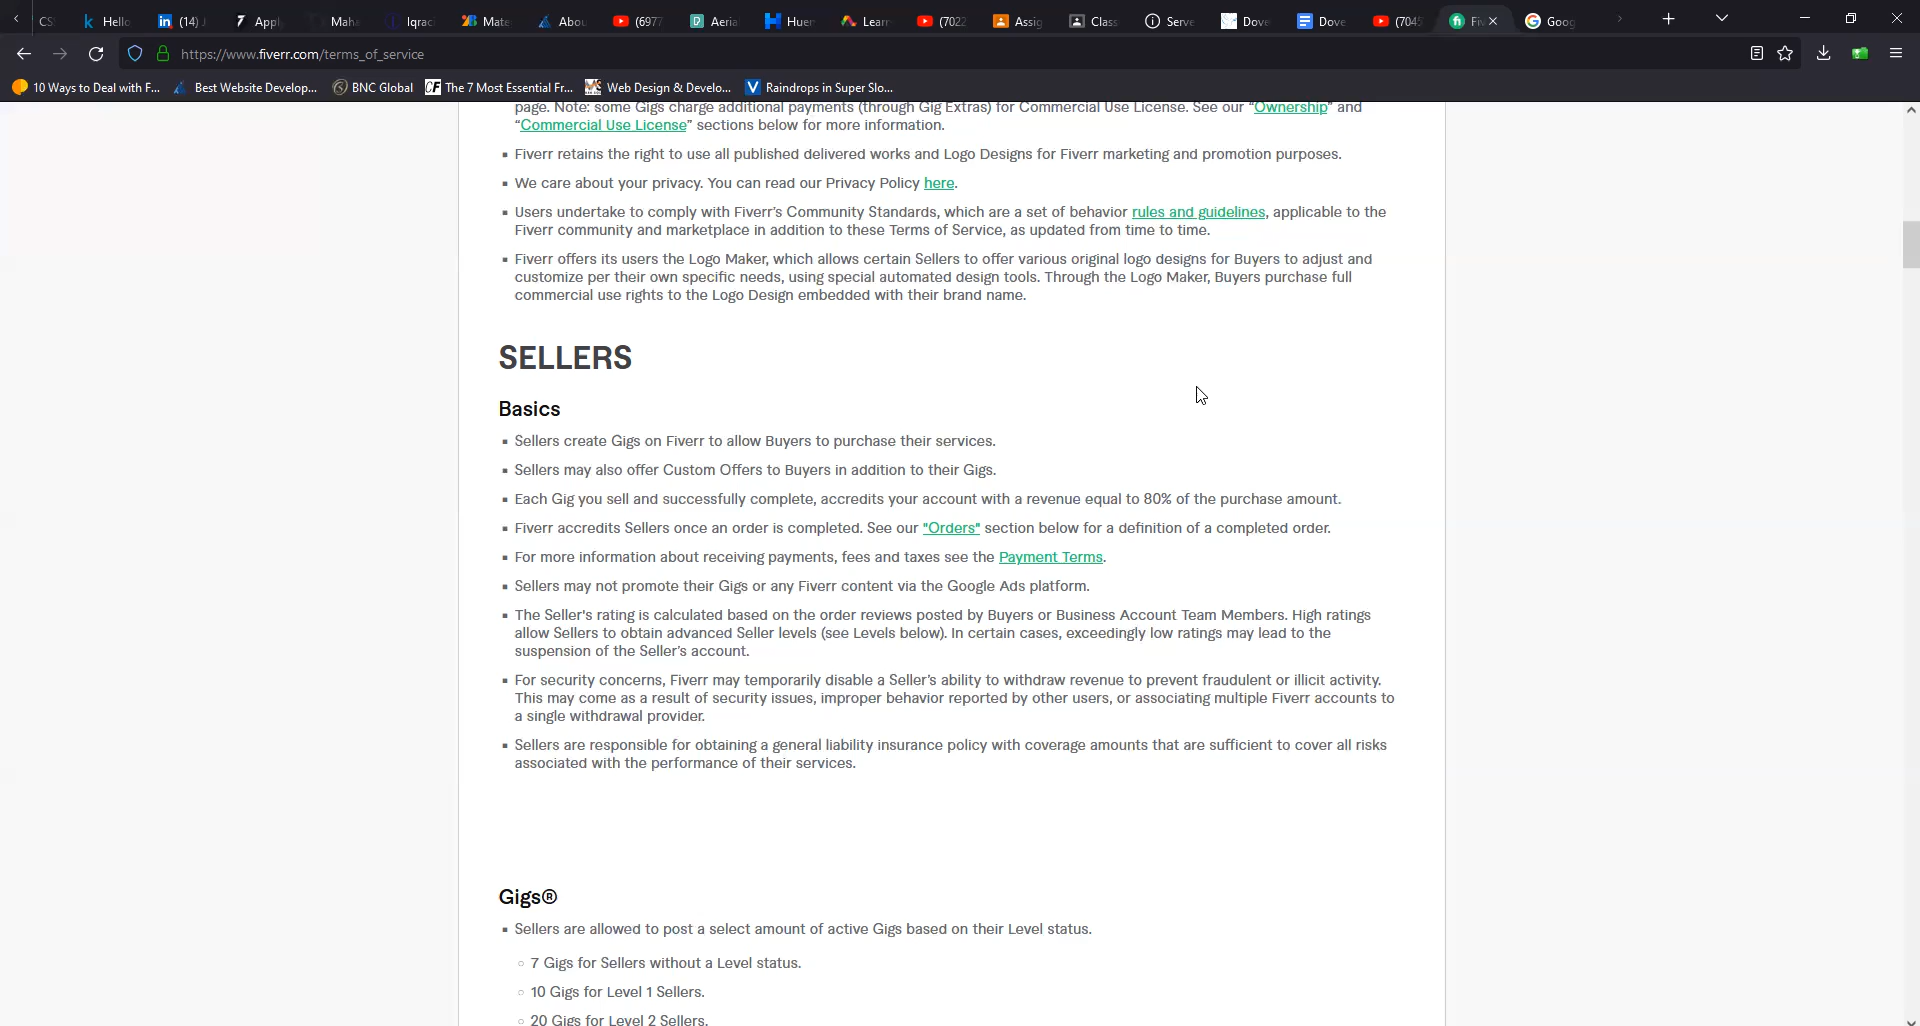 CS
Hello
(14)
Appl
Maha
Iqrac
Mate
Abou
(6977
Aeria
Huer
Learn
(7022
Assig
Class
Serve
Dove
Dove
(704
Fiv
Goog
https://www.fiverr.com/terms_of_service
10 Ways to Deal with F...
Best Website Develop...
BNC Global
The 7 Most Essential Fr...
Web Design & Develo...
Raindrops in Super Slo...
page. Note: some Gigs charge additional payments (through Gig Extras) for Commercial Use License. See our "Ownership" and
"Commercial Use License" sections below for more information.
▪ Fiverr retains the right to use all published delivered works and Logo Designs for Fiverr marketing and promotion purposes.
▪ We care about your privacy. You can read our Privacy Policy here.
▪ Users undertake to comply with Fiverr's Community Standards, which are a set of behavior rules and guidelines, applicable to the
Fiverr community and marketplace in addition to these Terms of Service, as updated from time to time.
▪ Fiverr offers its users the Logo Maker, which allows certain Sellers to offer various original logo designs for Buyers to adjust and
customize per their own specific needs, using special automated design tools. Through the Logo Maker, Buyers purchase full
commercial use rights to the Logo Design embedded with their brand name.
SELLERS
Basics
▪ Sellers create Gigs on Fiverr to allow Buyers to purchase their services.
▪ Sellers may also offer Custom Offers to Buyers in addition to their Gigs.
▪ Each Gig you sell and successfully complete, accredits your account with a revenue equal to 80% of the purchase amount.
▪ Fiverr accredits Sellers once an order is completed. See our "Orders" section below for a definition of a completed order.
▪ For more information about receiving payments, fees and taxes see the Payment Terms.
▪ Sellers may not promote their Gigs or any Fiverr content via the Google Ads platform.
▪ The Seller's rating is calculated based on the order reviews posted by Buyers or Business Account Team Members. High ratings
allow Sellers to obtain advanced Seller levels (see Levels below). In certain cases, exceedingly low ratings may lead to the
suspension of the Seller's account.
▪ For security concerns, Fiverr may temporarily disable a Seller's ability to withdraw revenue to prevent fraudulent or illicit activity.
This may come as a result of security issues, improper behavior reported by other users, or associating multiple Fiverr accounts to
a single withdrawal provider.
▪ Sellers are responsible for obtaining a general liability insurance policy with coverage amounts that are sufficient to cover all risks
associated with the performance of their services.
Gigs®
▪ Sellers are allowed to post a select amount of active Gigs based on their Level status.
○ 7 Gigs for Sellers without a Level status.
○ 10 Gigs for Level 1 Sellers.
○ 20 Gigs for Level 2 Sellers.